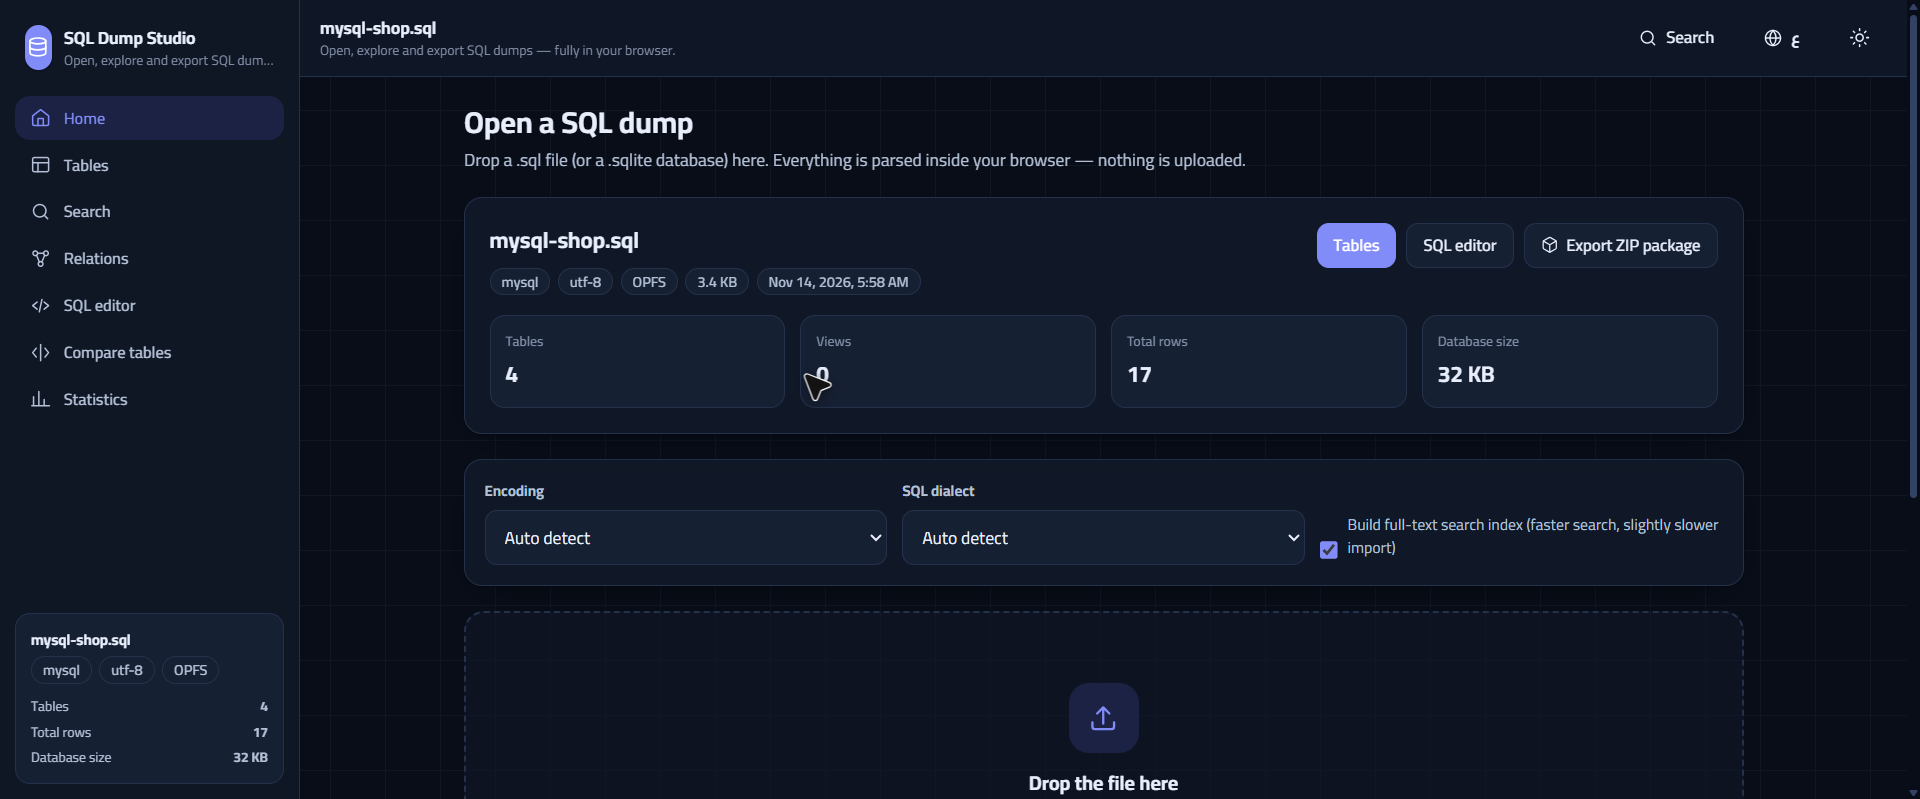 SQL Dump Studio
Open, explore and export SQL dum...
Home
Tables
Search
Relations
SQL editor
Compare tables
Statistics
mysql-shop.sql
mysql
utf-8
OPFS
Tables 4
Total rows 17
Database size 32 KB
mysql-shop.sql
Open, explore and export SQL dumps — fully in your browser.
Search
ع
Open a SQL dump
Drop a .sql file (or a .sqlite database) here. Everything is parsed inside your browser — nothing is uploaded.
mysql-shop.sql
Tables
SQL editor
Export ZIP package
mysql
utf-8
OPFS
3.4 KB
Nov 14, 2026, 5:58 AM
Tables
4
Views
0
Total rows
17
Database size
32 KB
Encoding
Auto detect
SQL dialect
Auto detect
Build full-text search index (faster search, slightly slower
import)
Drop the file here